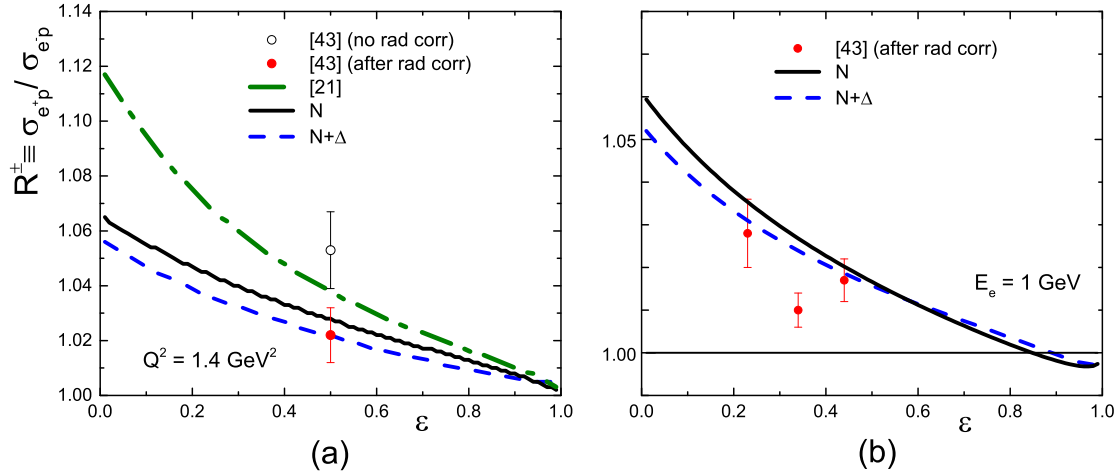 R± ≡ σe+p / σe-p
1.12
1.10
1.08
1.06
1.04
1.02
1.00
[43] (no rad corr)
[43] (after rad corr)
[21]
N
N+Δ
Q² = 1.4 GeV²
0.0 0.2 0.4 0.6 0.8 1.0
ε
(a)
1.05
1.00
[43] (after rad corr)
N
N+Δ
Ee = 1 GeV
0.0 0.2 0.4 0.6 0.8 1.0
ε
(b)